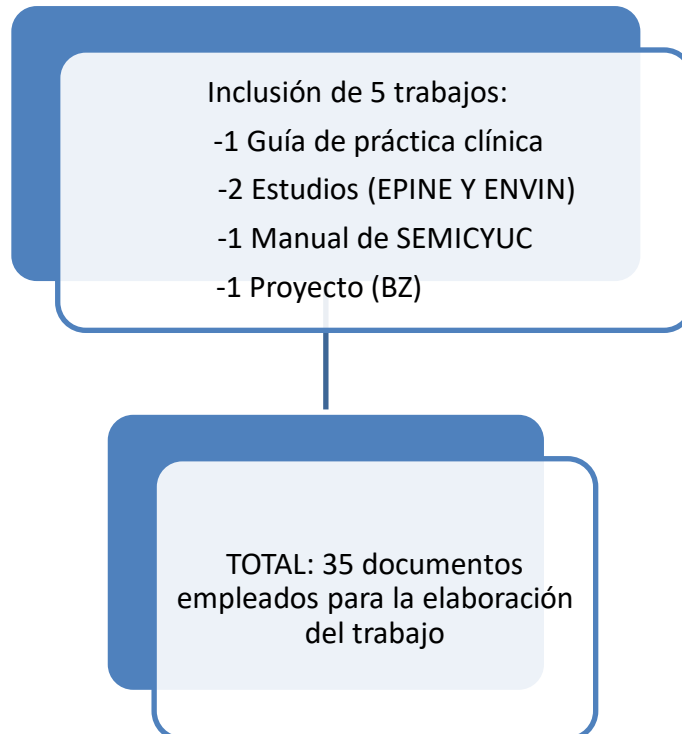 Inclusión de 5 trabajos:
-1 Guía de práctica clínica
-2 Estudios (EPINE Y ENVIN)
-1 Manual de SEMICYUC
-1 Proyecto (BZ)
TOTAL: 35 documentos
empleados para la elaboración
del trabajo